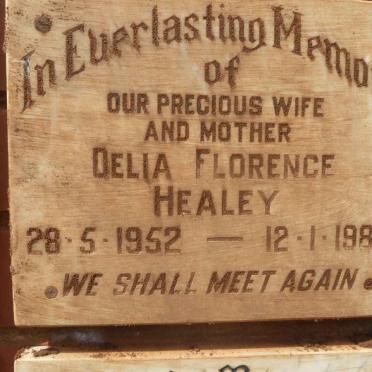 In Everlasting Memo
of
OUR PRECIOUS WIFE
AND MOTHER
DELIA FLORENCE
HEALEY
28·5·1952 — 12·1·198
WE SHALL MEET AGAIN